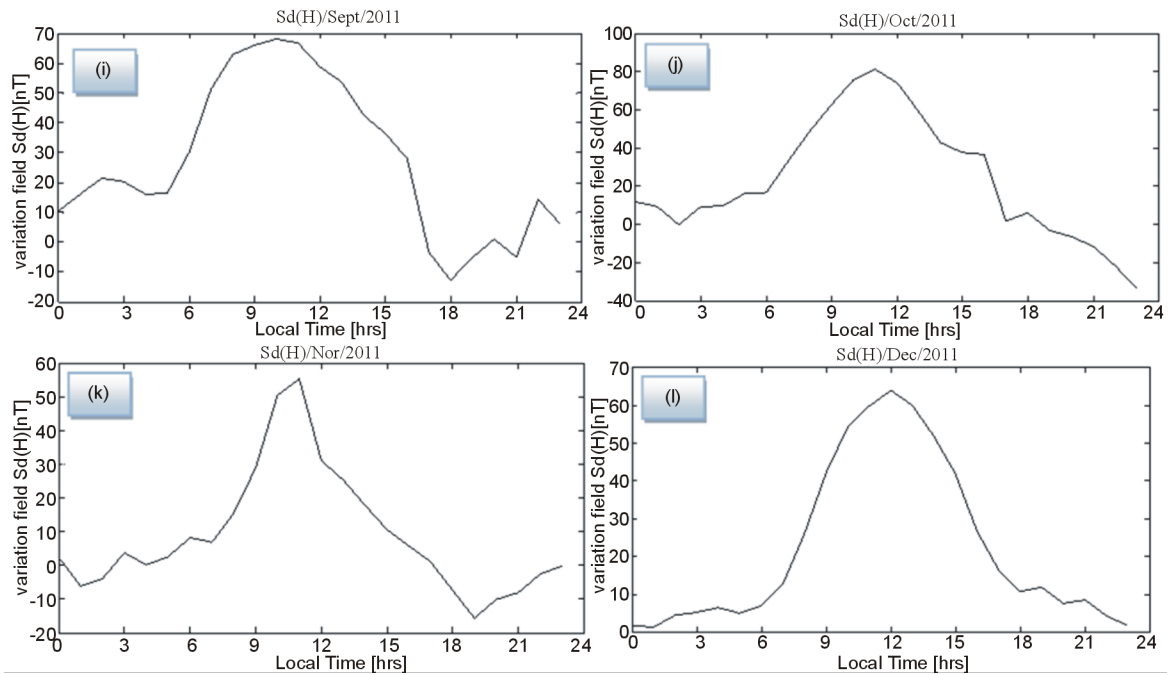 Sd(H)/Sept/2011
(i)
variation field Sd(H)[nT]
70
60
50
40
30
20
10
0
-10
-20
0 3 6 9 12 15 18 21 24
Local Time [hrs]
Sd(H)/Oct/2011
(j)
variation field Sd(H)[nT]
100
80
60
40
20
0
-20
-40
0 3 6 9 12 15 18 21 24
Local Time [hrs]
Sd(H)/Nor/2011
(k)
variation field Sd(H)[nT]
60
50
40
30
20
10
0
-10
-20
0 3 6 9 12 15 18 21 24
Local Time [hrs]
Sd(H)/Dec/2011
(l)
variation field Sd(H)[nT]
70
60
50
40
30
20
10
0
0 3 6 9 12 15 18 21 24
Local Time [hrs]